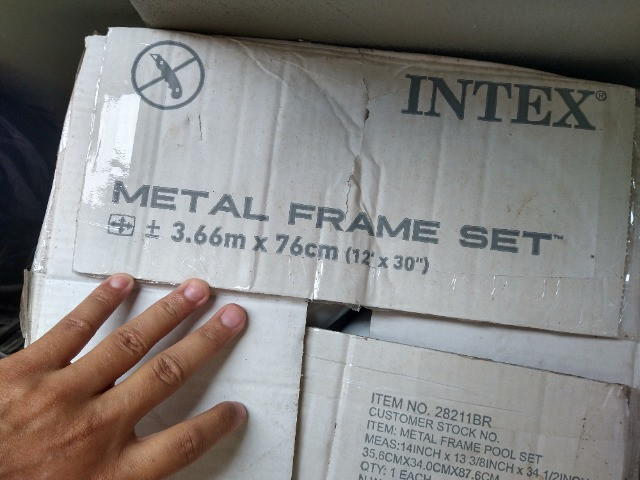 INTEX®
METAL FRAME SET™
± 3.66m x 76cm (12' x 30")
ITEM NO. 28211BR
CUSTOMER STOCK NO.
ITEM: METAL FRAME POOL SET
MEAS:14INCH x 13 3/8INCH x 34 1/2INCH
35,6CMX34.0CMX87.6CM
QTY: 1 EACH